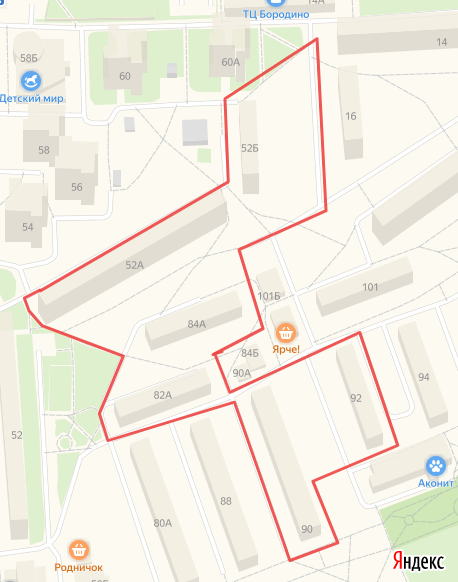 ТЦ Бородино
14А
14
58Б
60
60А
Детский мир
16
58
52Б
56
54
52А
101
101Б
84А
Ярче!
84Б
90А
94
82А
92
52
Аконит
88
80А
90
Родничок
Яндекс